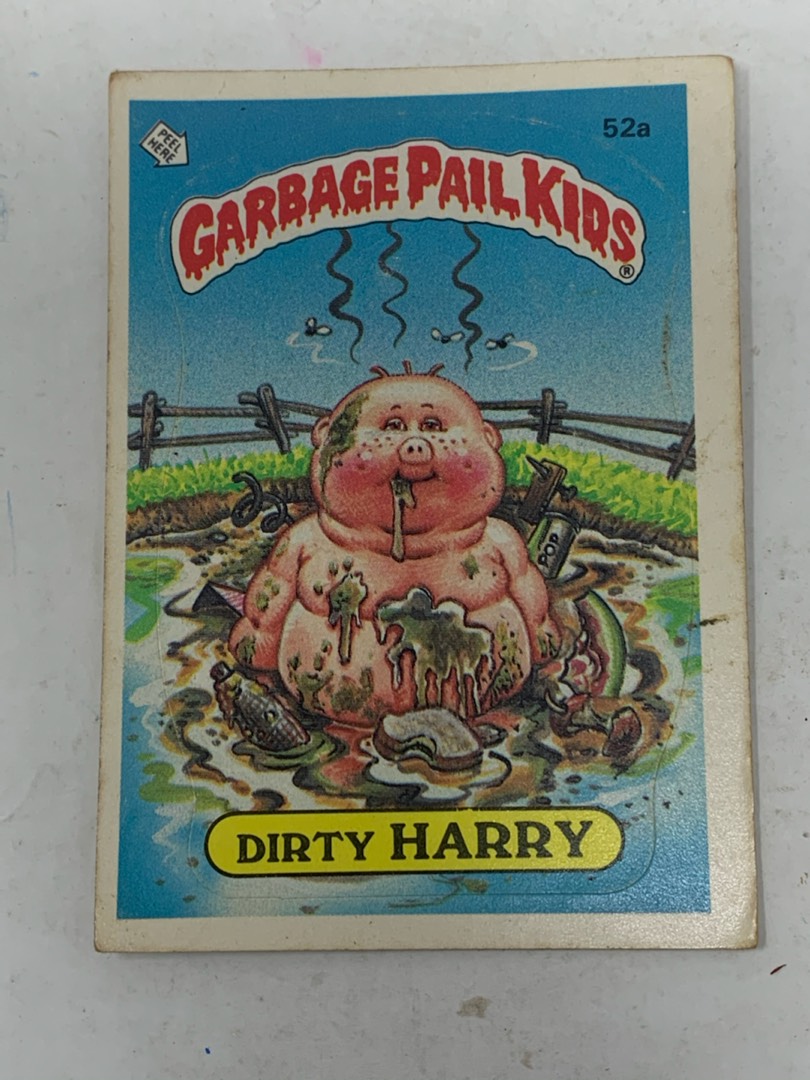 PEEL
HERE
52a
GARBAGE PAIL KIDS®
POP
DIRTY HARRY